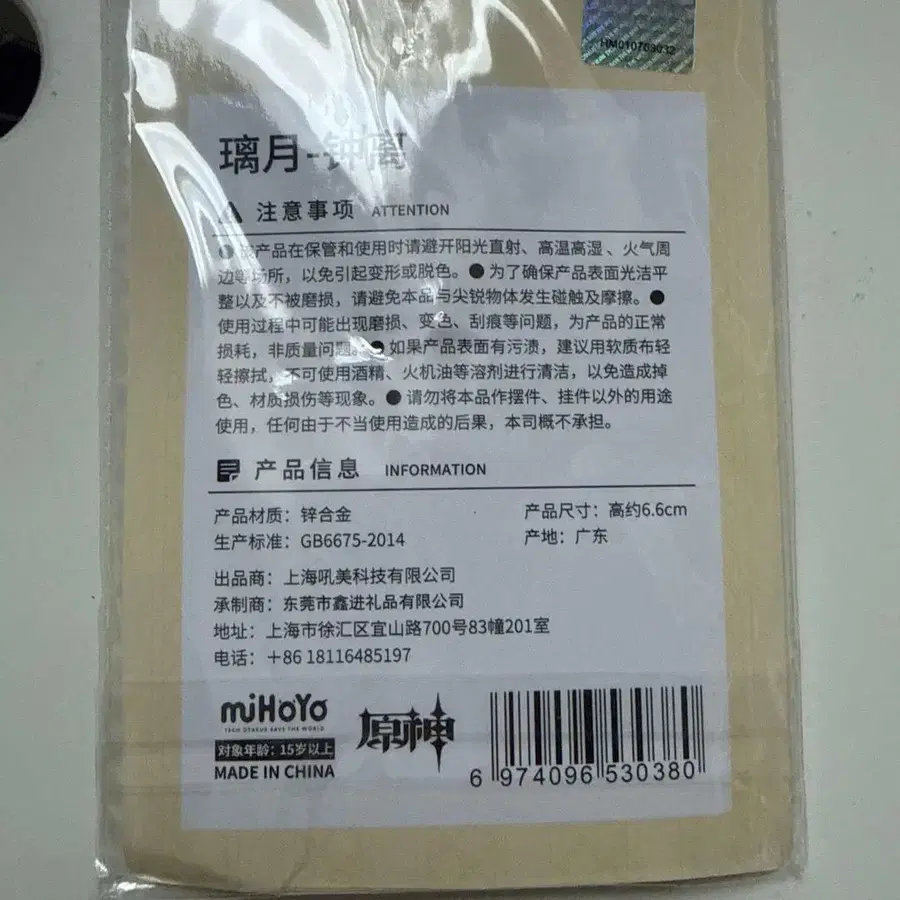 HM010709032
璃月-钟离
注意事项 ATTENTION
●该产品在保管和使用时请避开阳光直射、高温高湿、火气周
边等场所，以免引起变形或脱色。●为了确保产品表面光洁平
整以及不被磨损，请避免本品与尖锐物体发生碰触及摩擦。●
使用过程中可能出现磨损、变色、刮痕等问题，为产品的正常
损耗，非质量问题。●如果产品表面有污渍，建议用软质布轻
轻擦拭，不可使用酒精、火机油等溶剂进行清洁，以免造成掉
色、材质损伤等现象。●请勿将本品作摆件、挂件以外的用途
使用，任何由于不当使用造成的后果，本司概不承担。
产品信息 INFORMATION
产品材质：锌合金 产品尺寸：高约6.6cm
生产标准：GB6675-2014 产地：广东
出品商：上海吼美科技有限公司
承制商：东莞市鑫进礼品有限公司
地址：上海市徐汇区宜山路700号83幢201室
电话：＋86 18116485197
miHoYo 原神
TECH OTAKUS SAVE THE WORLD
对象年龄：15岁以上
MADE IN CHINA
6 974096 530380